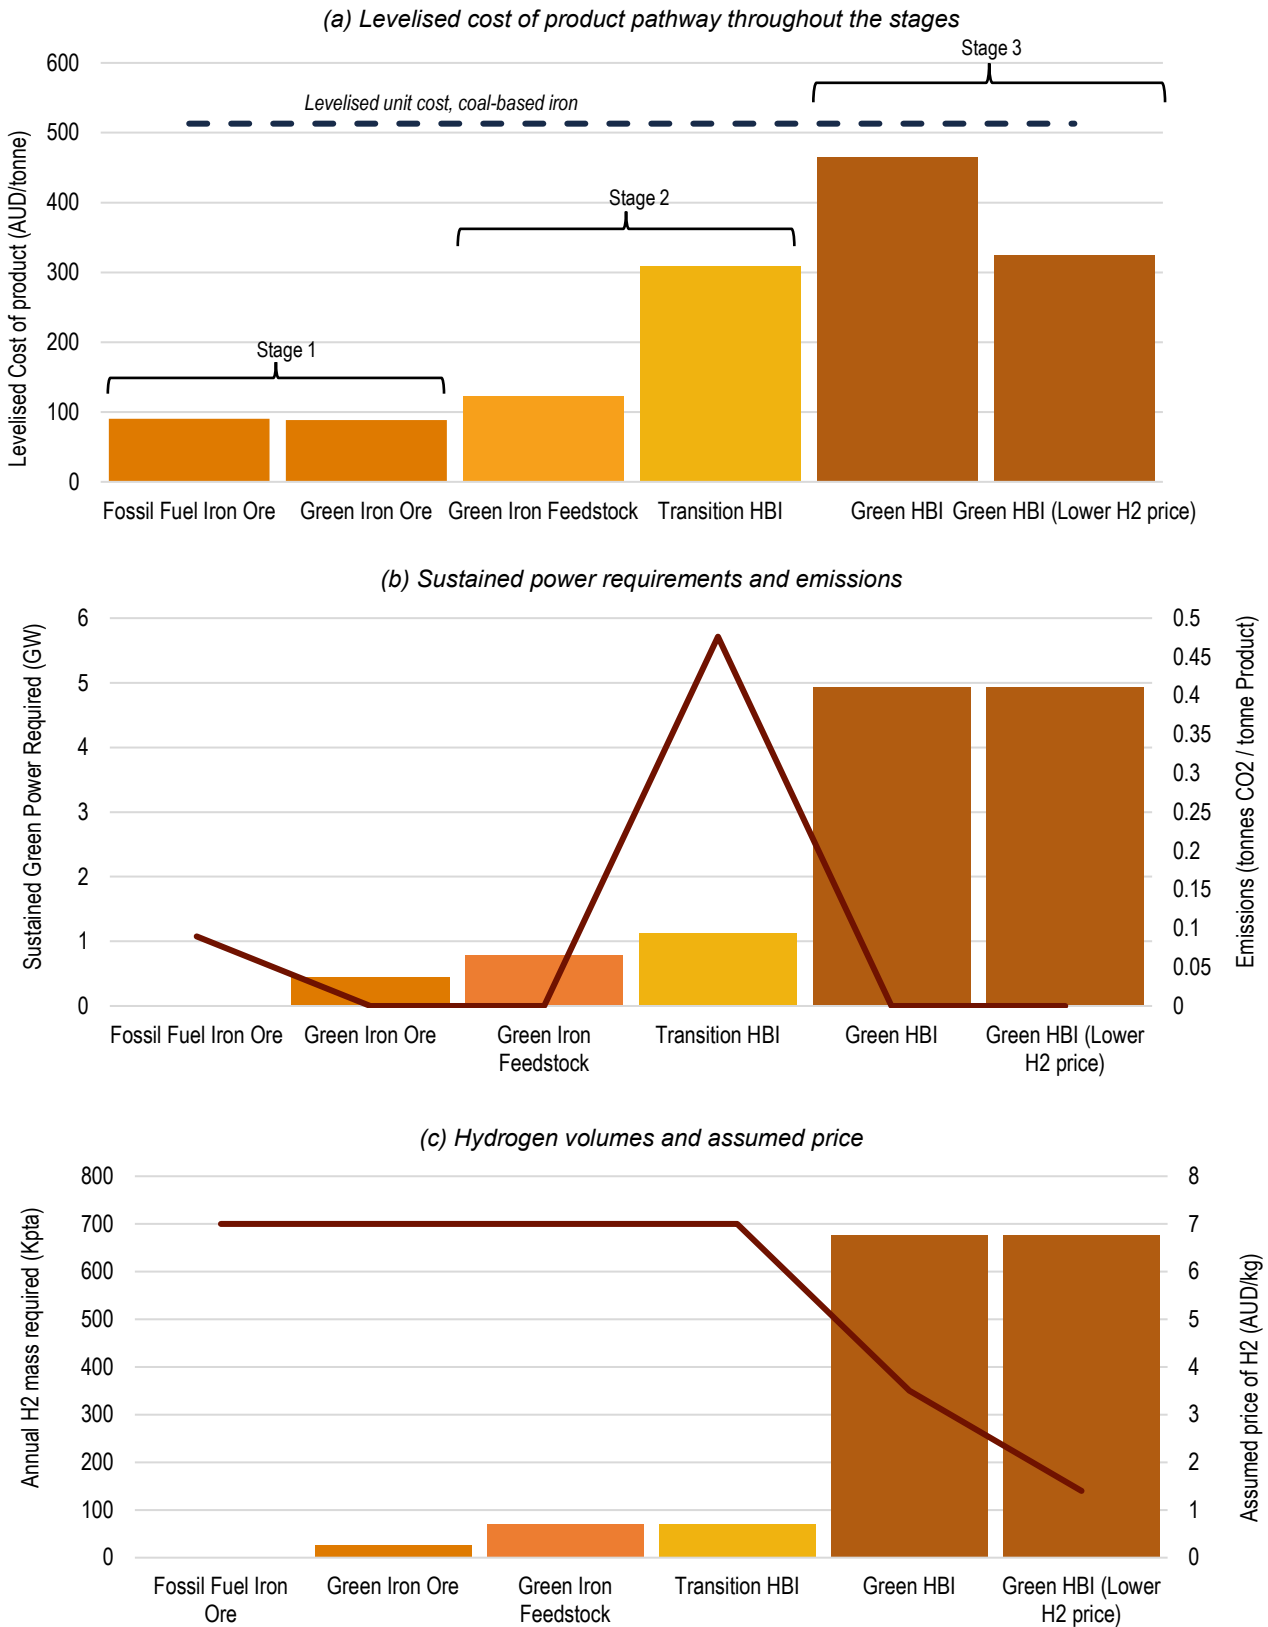 (a) Levelised cost of product pathway throughout the stages
Stage 3
600
Levelised unit cost, coal-based iron
500
Stage 2
400
300
200
Stage 1
100
0
Levelised Cost of product (AUD/tonne)
Fossil Fuel Iron Ore
Green Iron Ore
Green Iron Feedstock
Transition HBI
Green HBI
Green HBI (Lower H2 price)
(b) Sustained power requirements and emissions
6
5
4
3
2
1
0
Sustained Green Power Required (GW)
0.5
0.45
0.4
0.35
0.3
0.25
0.2
0.15
0.1
0.05
0
Emissions (tonnes CO2 / tonne Product)
Fossil Fuel Iron Ore
Green Iron Ore
Green Iron
Feedstock
Transition HBI
Green HBI
Green HBI (Lower
H2 price)
(c) Hydrogen volumes and assumed price
800
700
600
500
400
300
200
100
0
Annual H2 mass required (Kpta)
8
7
6
5
4
3
2
1
0
Assumed price of H2 (AUD/kg)
Fossil Fuel Iron
Ore
Green Iron Ore
Green Iron
Feedstock
Transition HBI
Green HBI
Green HBI (Lower
H2 price)